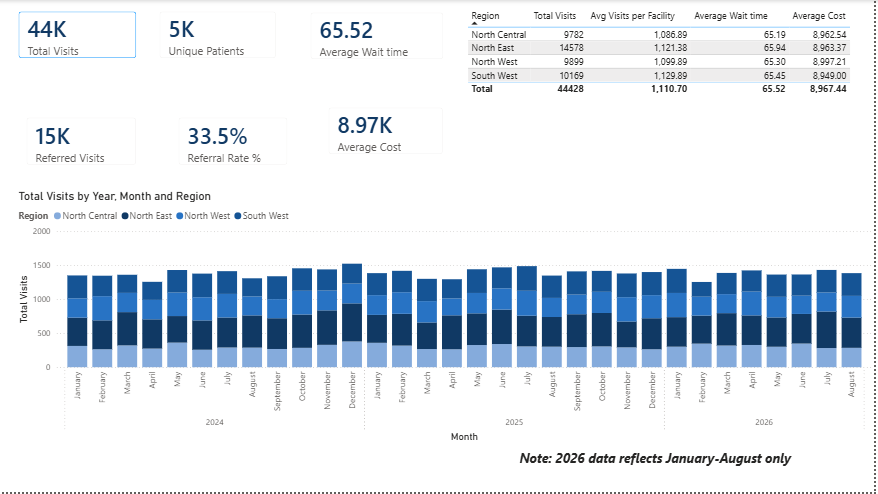 44K
Total Visits
5K
Unique Patients
65.52
Average Wait time
15K
Referred Visits
33.5%
Referral Rate %
8.97K
Average Cost
Region Total Visits Avg Visits per Facility Average Wait time Average Cost
North Central 9782 1,086.89 65.19 8,962.54
North East 14578 1,121.38 65.94 8,963.37
North West 9899 1,099.89 65.30 8,997.21
South West 10169 1,129.89 65.45 8,949.00
Total 44428 1,110.70 65.52 8,967.44
Total Visits by Year, Month and Region
Region North Central North East North West South West
Total Visits
2000
1500
1000
500
0
January February March April May June July August September October November December January February March April May June July August September October November December January February March April May June July August
2024 2025 2026
Month
Note: 2026 data reflects January-August only